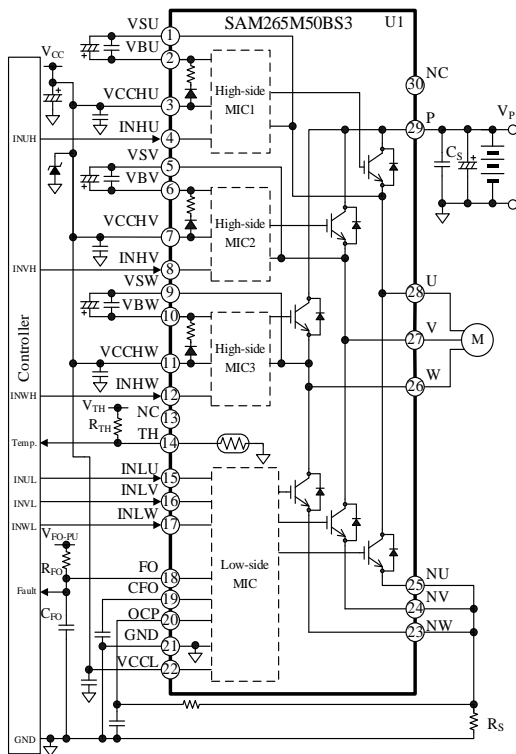 SAM265M50BS3
U1
VSU
1
VBU
2
VCCHU
3
INHU
4
VSV
5
VBV
6
VCCHV
7
INHV
8
VSW
9
VBW
10
VCCHW
11
INHW
12
NC
13
TH
14
INLU
15
INLV
16
INLW
17
FO
18
CFO
19
OCP
20
GND
21
VCCL
22
High-side
MIC1
High-side
MIC2
High-side
MIC3
Low-side
MIC
30
NC
29
P
28
U
27
V
26
W
25
NU
24
NV
23
NW
VP
CS
M
RS
VCC
VTH
RTH
VFO-PU
RFO
CFO
Controller
INUH
INVH
INWH
Temp.
INUL
INVL
INWL
Fault
GND